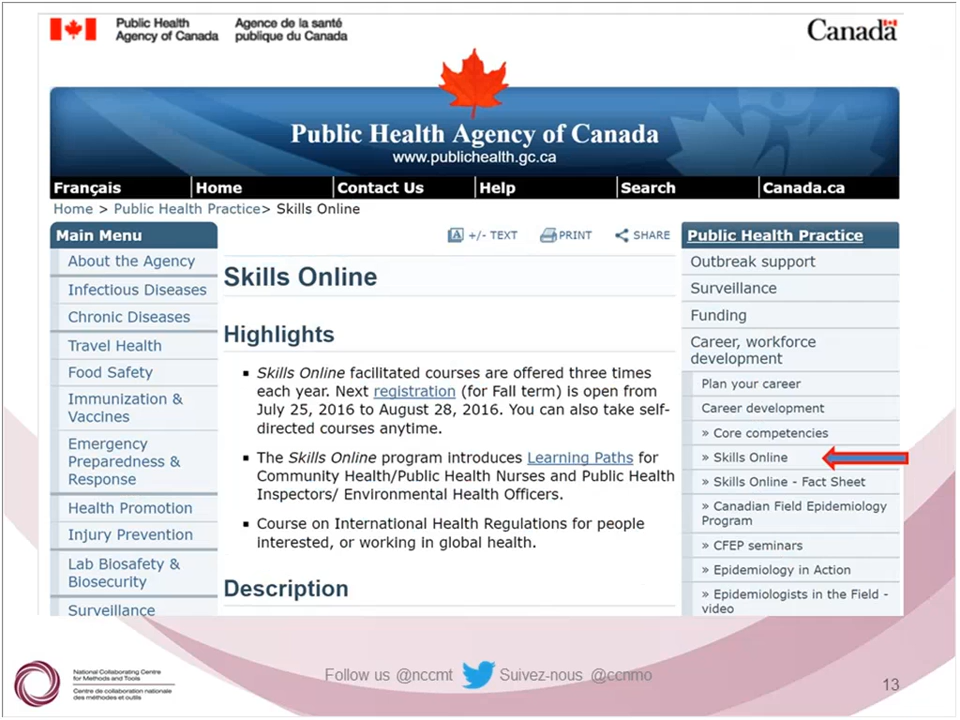 Public Health
Agency of Canada
Agence de la santé
publique du Canada
Canada
Public Health Agency of Canada
www.publichealth.gc.ca
Français
Home
Contact Us
Help
Search
Canada.ca
Home > Public Health Practice> Skills Online
Main Menu
About the Agency
Infectious Diseases
Chronic Diseases
Travel Health
Food Safety
Immunization &
Vaccines
Emergency
Preparedness &
Response
Health Promotion
Injury Prevention
Lab Biosafety &
Biosecurity
Surveillance
A +/- TEXT
PRINT
SHARE
Skills Online
Highlights
▪ Skills Online facilitated courses are offered three times
each year. Next registration (for Fall term) is open from
July 25, 2016 to August 28, 2016. You can also take self-
directed courses anytime.
▪ The Skills Online program introduces Learning Paths for
Community Health/Public Health Nurses and Public Health
Inspectors/ Environmental Health Officers.
▪ Course on International Health Regulations for people
interested, or working in global health.
Description
Public Health Practice
Outbreak support
Surveillance
Funding
Career, workforce
development
Plan your career
Career development
» Core competencies
» Skills Online
» Skills Online - Fact Sheet
» Canadian Field Epidemiology
Program
» CFEP seminars
» Epidemiology in Action
» Epidemiologists in the Field -
video
National Collaborating Centre
for Methods and Tools
Centre de collaboration nationale
des méthodes et outils
Follow us @nccmt
Suivez-nous @ccnmo
13